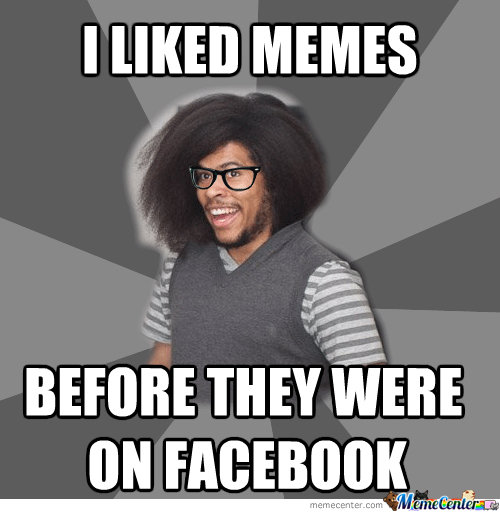 I LIKED MEMES
BEFORE THEY WERE
ON FACEBOOK
memecenter.com MemeCenter